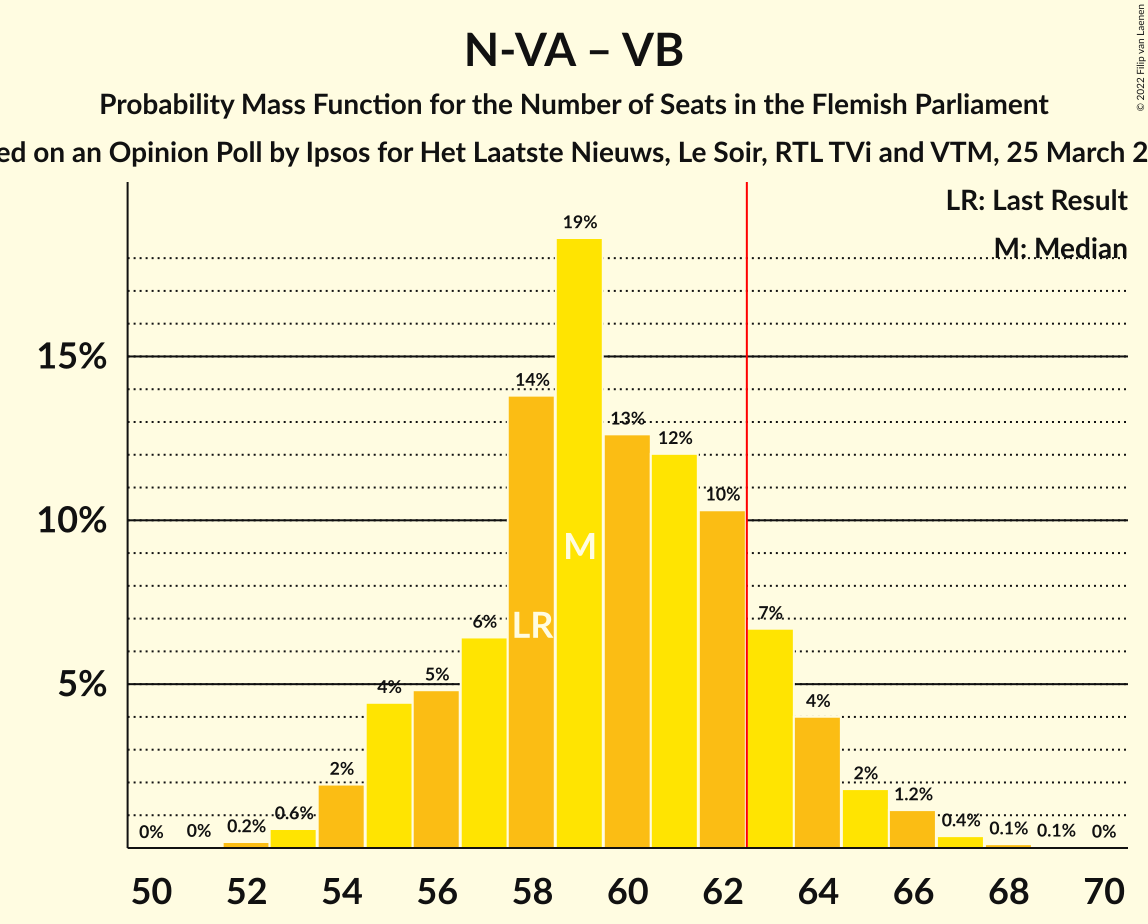 © 2022 Filip van Laenen
N-VA – VB
Probability Mass Function for the Number of Seats in the Flemish Parliament
ed on an Opinion Poll by Ipsos for Het Laatste Nieuws, Le Soir, RTL TVi and VTM, 25 March 2
LR: Last Result
M: Median
15%
10%
5%
0%
0%
0.2%
0.6%
2%
4%
5%
6%
14%
19%
13%
12%
10%
7%
4%
2%
1.2%
0.4%
0.1%
0.1%
0%
LR
M
50 52 54 56 58 60 62 64 66 68 70